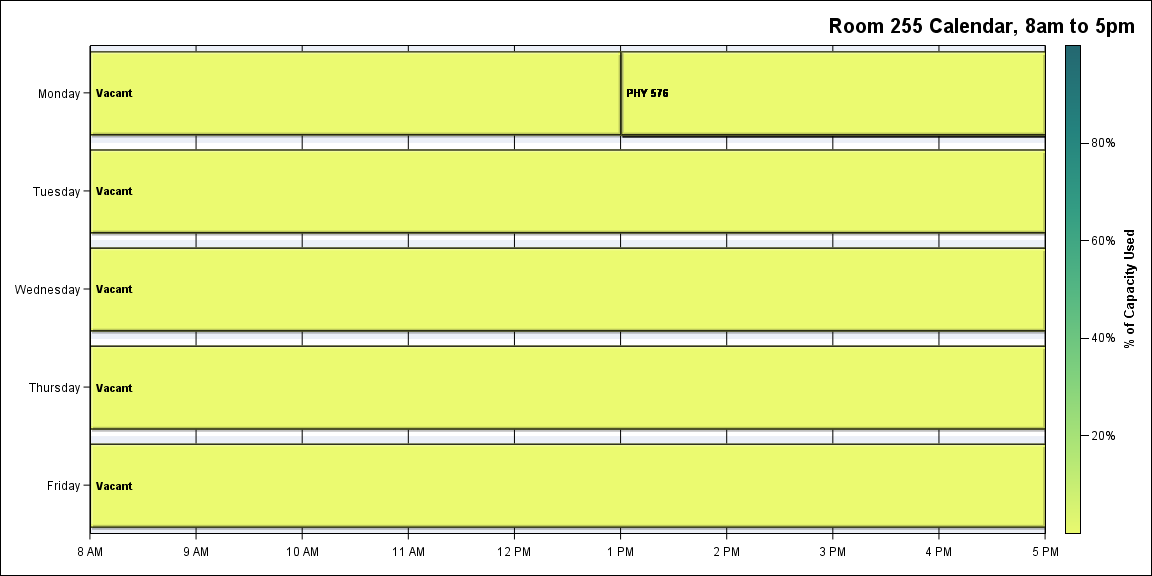 Room 255 Calendar, 8am to 5pm
Monday
Vacant
PHY 576
Tuesday
Vacant
Wednesday
Vacant
Thursday
Vacant
Friday
Vacant
8 AM 9 AM 10 AM 11 AM 12 PM 1 PM 2 PM 3 PM 4 PM 5 PM
80%
60%
40%
20%
% of Capacity Used